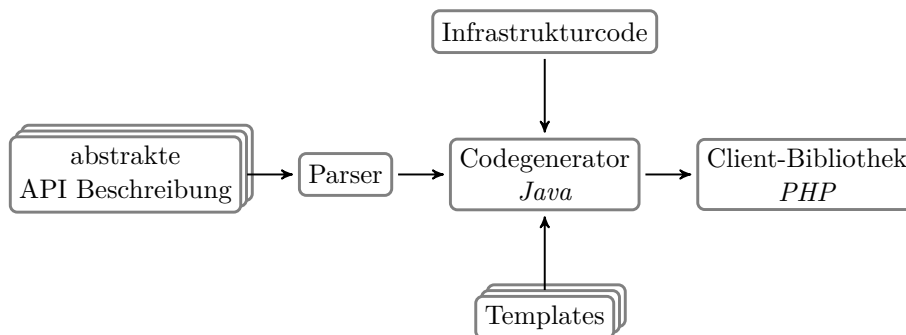 Infrastrukturcode
abstrakte
API Beschreibung
Parser
Codegenerator
Java
Client-Bibliothek
PHP
Templates